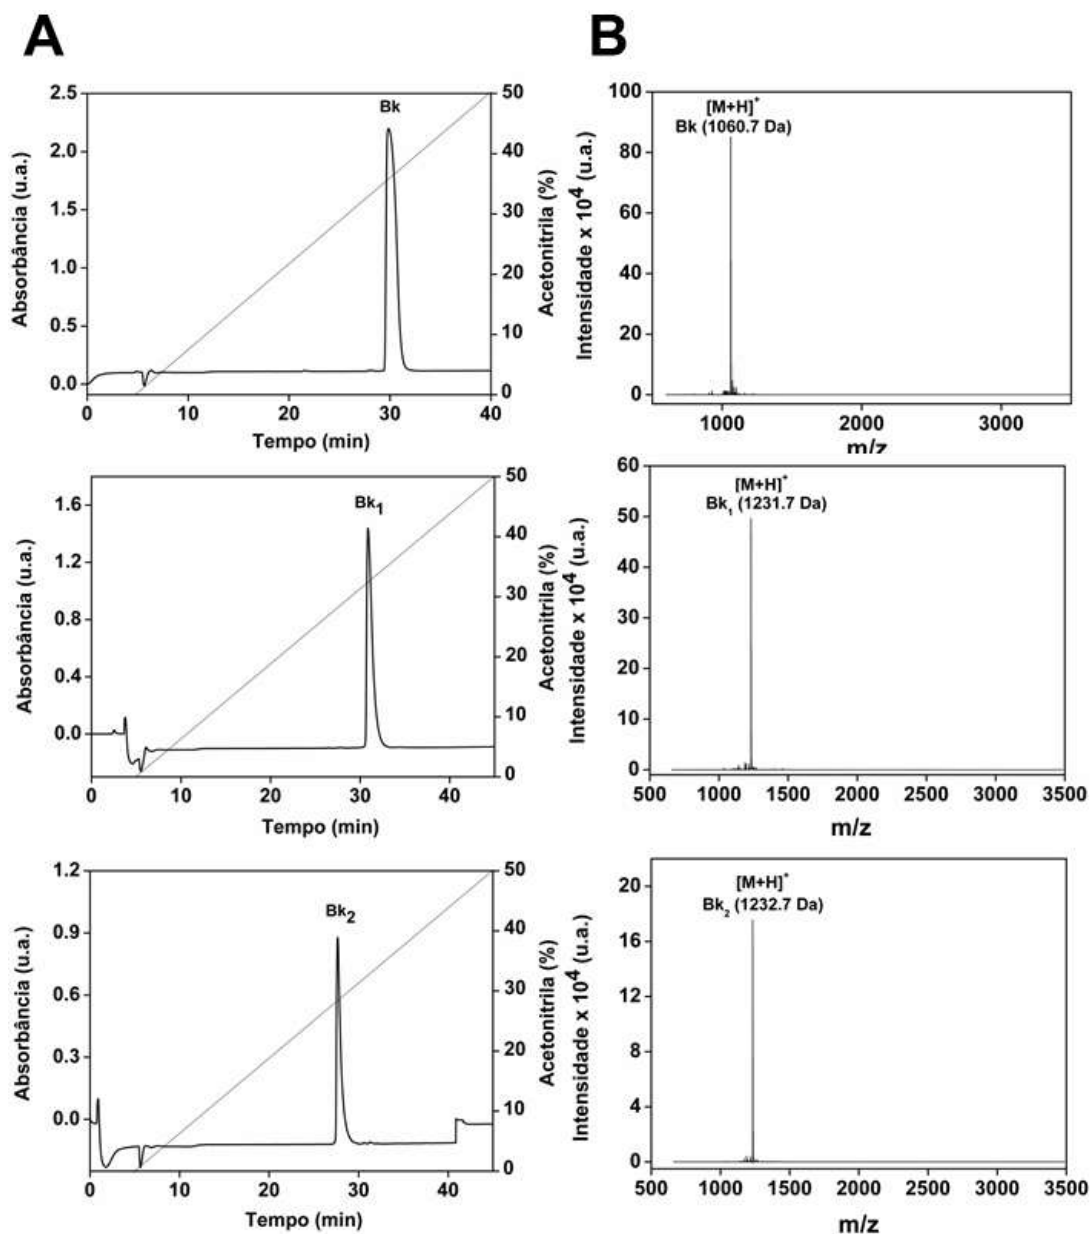 A
B
Bk
Absorbância (u.a.)
2.5
2.0
1.5
1.0
0.5
0.0
0 10 20 30 40
Tempo (min)
50
40
30
20
10
0
Acetonitrila (%)
[M+H]+
Bk (1060.7 Da)
Intensidade x 10^4 (u.a.)
100
80
60
40
20
0
1000 2000 3000
m/z
Bk1
Absorbância (u.a.)
1.6
1.2
0.8
0.4
0.0
0 10 20 30 40
Tempo (min)
50
40
30
20
10
0
Acetonitrila (%)
[M+H]+
Bk1 (1231.7 Da)
Intensidade x 10^4 (u.a.)
60
50
40
30
20
10
0
500 1000 1500 2000 2500 3000 3500
m/z
Bk2
Absorbância (u.a.)
1.2
0.9
0.6
0.3
0.0
0 10 20 30 40
Tempo (min)
50
40
30
20
10
0
Acetonitrila (%)
[M+H]+
Bk2 (1232.7 Da)
Intensidade x 10^4 (u.a.)
20
16
12
8
4
0
500 1000 1500 2000 2500 3000 3500
m/z